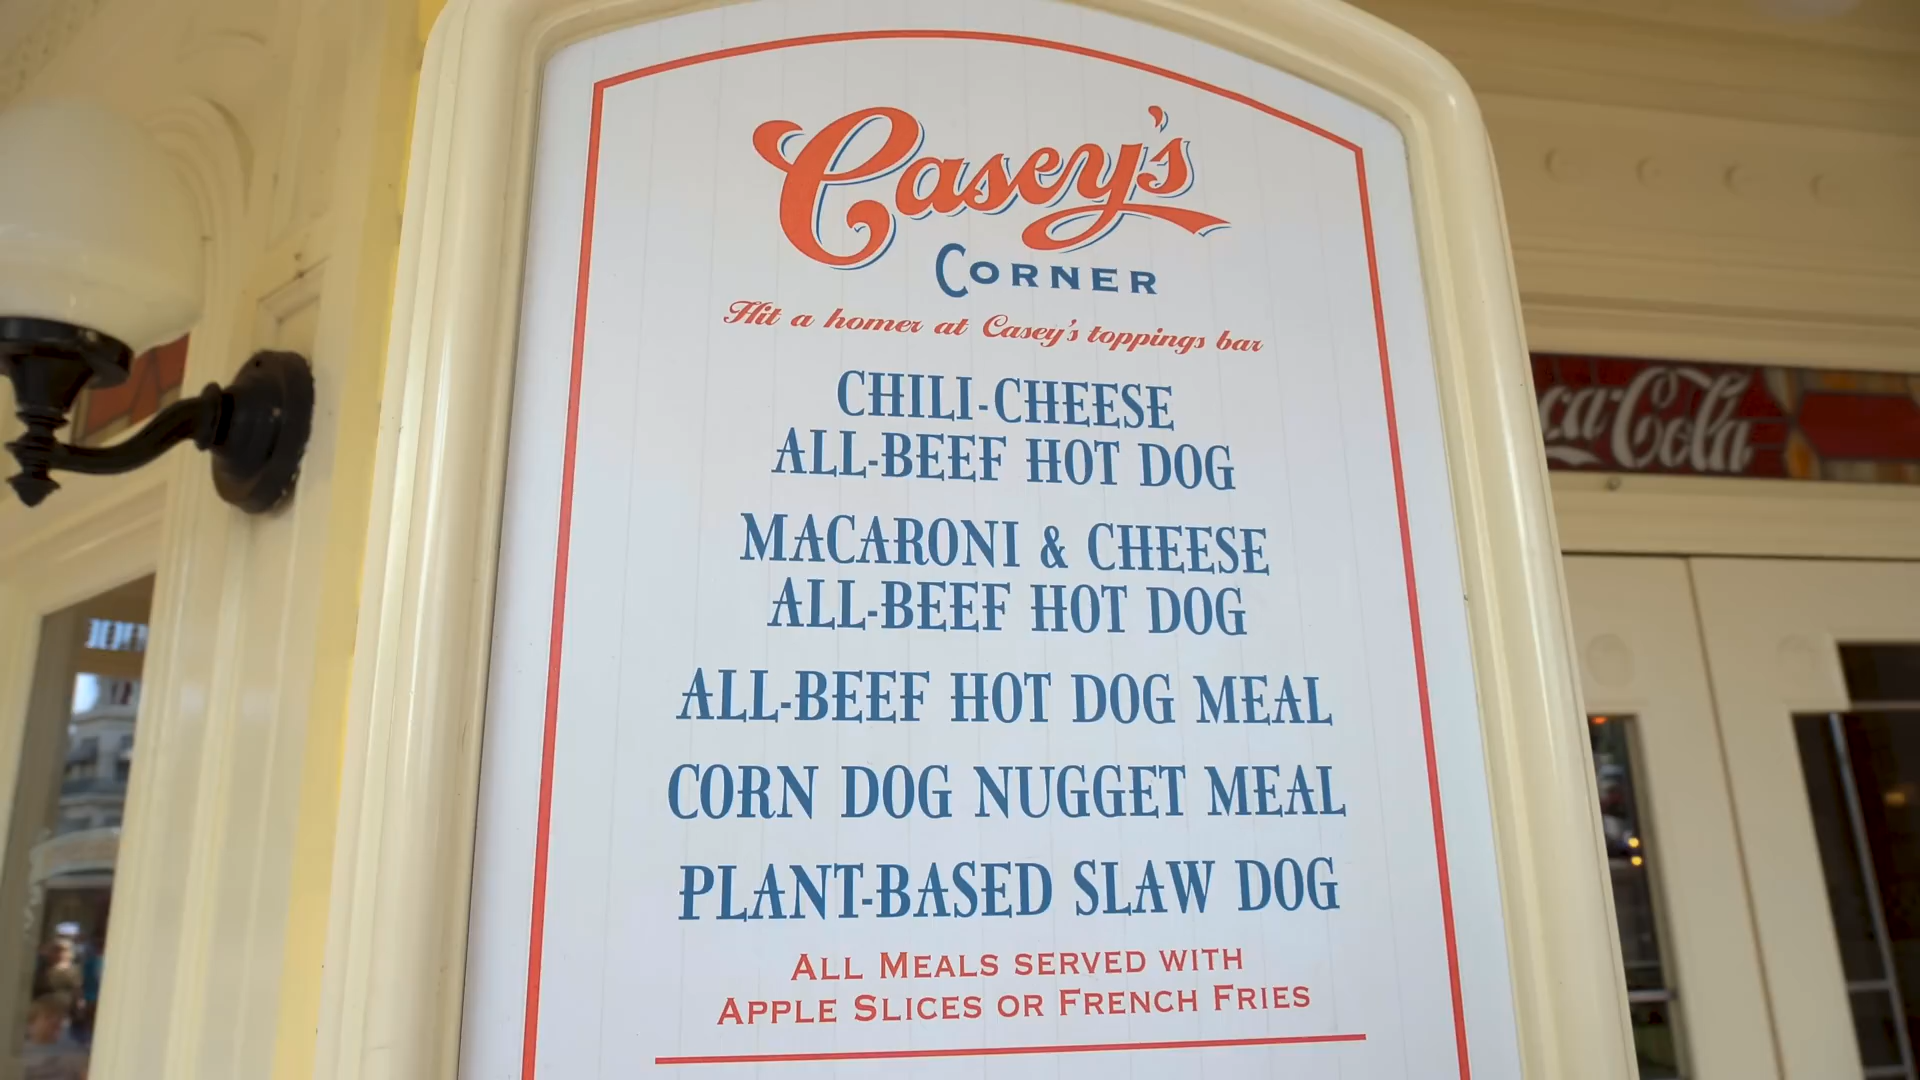 Casey's
CORNER
Hit a homer at Casey's toppings bar
CHILI-CHEESE
ALL-BEEF HOT DOG
MACARONI & CHEESE
ALL-BEEF HOT DOG
ALL-BEEF HOT DOG MEAL
CORN DOG NUGGET MEAL
PLANT-BASED SLAW DOG
ALL MEALS SERVED WITH
APPLE SLICES OR FRENCH FRIES
ca-Cola